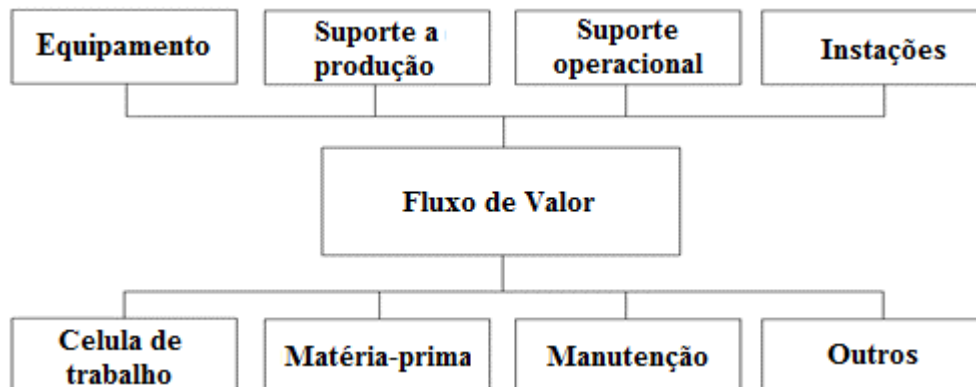 Equipamento
Suporte a
produção
Suporte
operacional
Instações
Fluxo de Valor
Celula de
trabalho
Matéria-prima
Manutenção
Outros